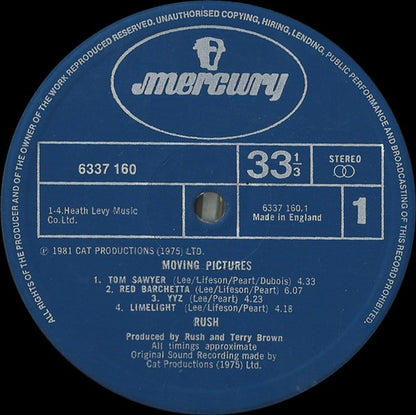 ALL RIGHTS OF THE PRODUCER AND OF THE OWNER OF THE WORK REPRODUCED RESERVED. UNAUTHORISED COPYING, HIRING, LENDING, PUBLIC PERFORMANCE AND BROADCASTING OF THIS RECORD PROHIBITED.
mercury
6337 160
33 1/3
STEREO
1-4.Heath Levy Music
Co.Ltd.
6337 160.1
Made in England
1
℗ 1981 CAT PRODUCTIONS (1975) LTD.
MOVING PICTURES
1. TOM SAWYER (Lee/Lifeson/Peart/Dubois) 4.33
2. RED BARCHETTA (Lee/Lifeson/Peart) 6.07
3. YYZ (Lee/Peart) 4.23
4. LIMELIGHT (Lee/Lifeson/Peart) 4.18
RUSH
Produced by Rush and Terry Brown
All timings approximate
Original Sound Recording made by
Cat Productions (1975) Ltd.